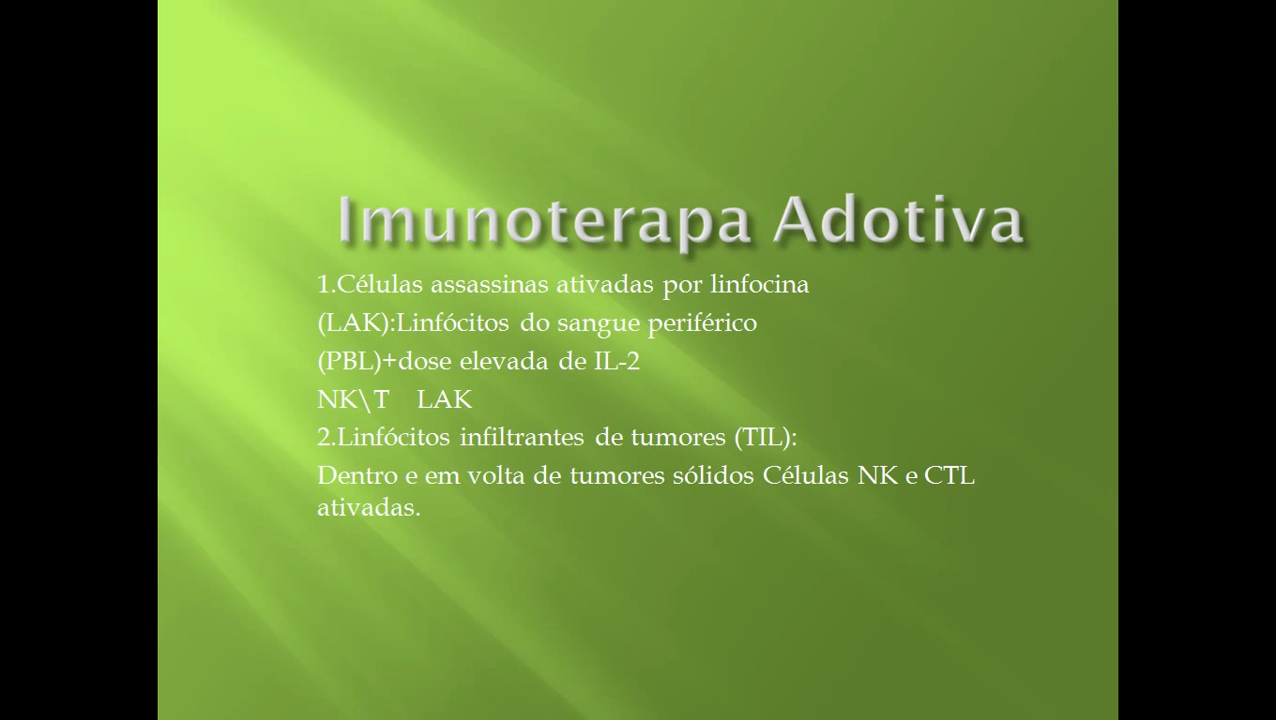 Imunoterapa Adotiva
1.Células assassinas ativadas por linfocina
(LAK):Linfócitos do sangue periférico
(PBL)+dose elevada de IL-2
NK\T LAK
2.Linfócitos infiltrantes de tumores (TIL):
Dentro e em volta de tumores sólidos Células NK e CTL
ativadas.